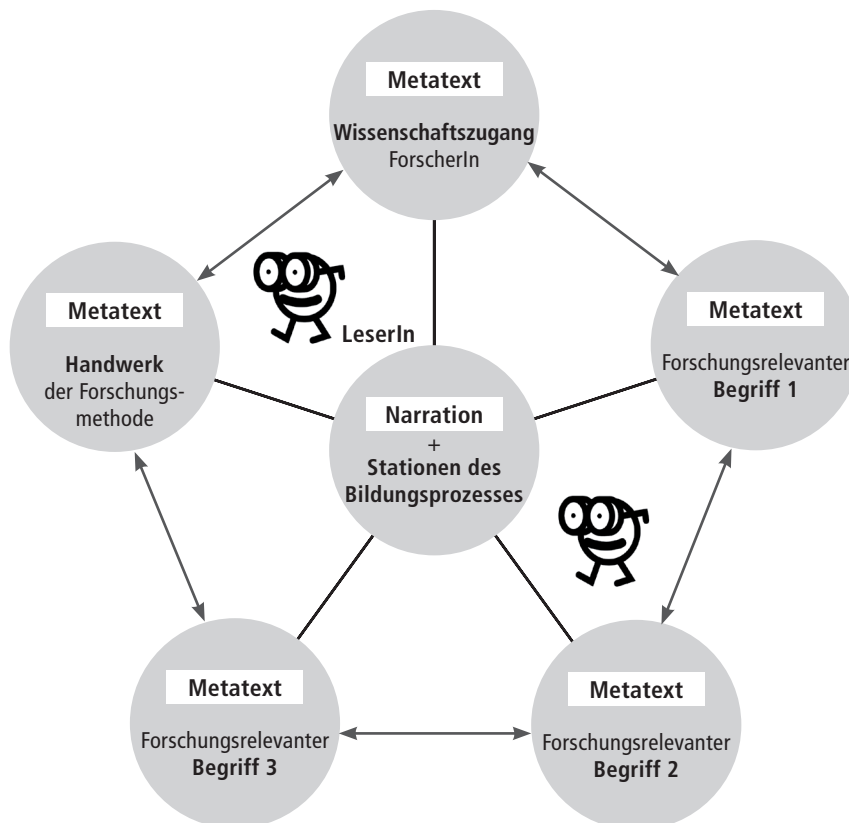 Metatext
Wissenschaftszugang
ForscherIn
Metatext
Handwerk
der Forschungs-
methode
LeserIn
Metatext
Forschungsrelevanter
Begriff 1
Narration
+
Stationen des
Bildungsprozesses
Metatext
Forschungsrelevanter
Begriff 3
Metatext
Forschungsrelevanter
Begriff 2